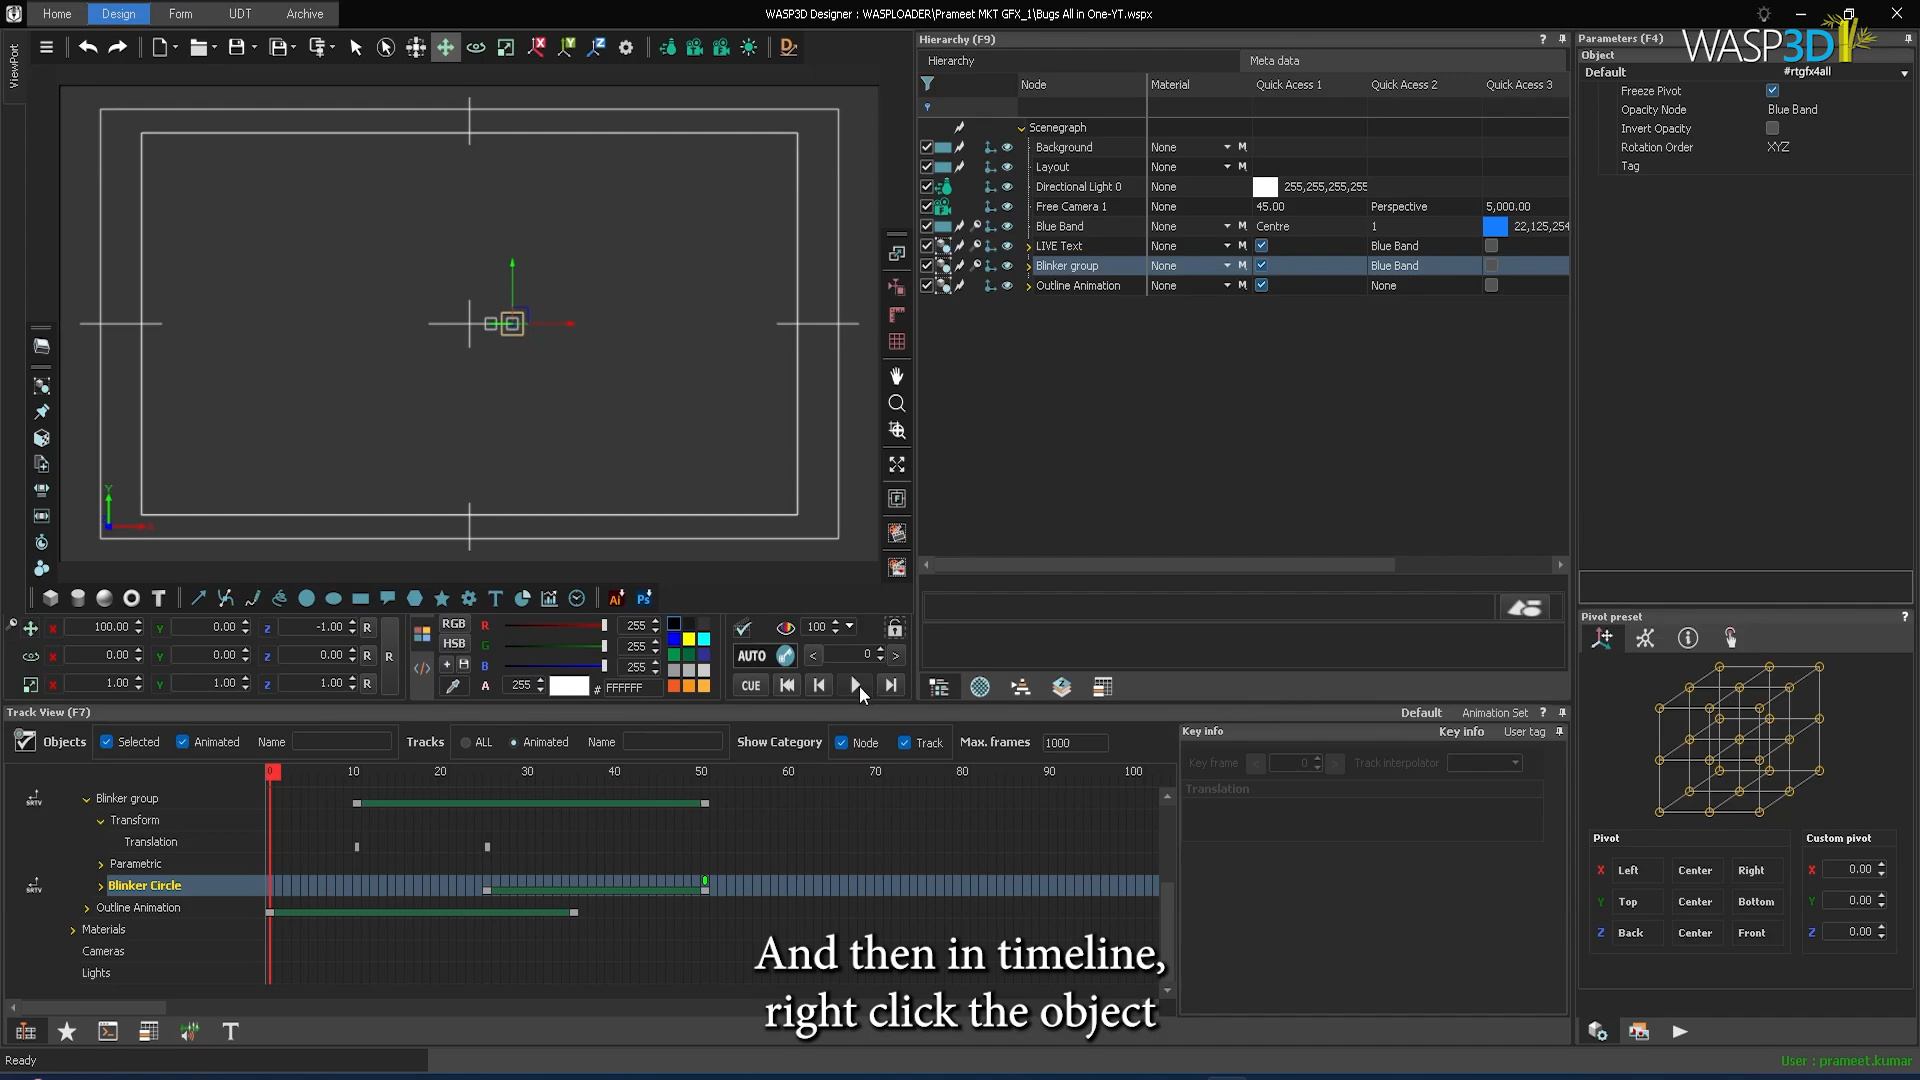 Home Design Form UDT Archive
WASP3D Designer : WASPLOADER\Prameet MKT GFX_1\Bugs All in One-YT.wspx
WASP3D
#rtgfx4all
ViewPort
Hierarchy (F9)
Hierarchy Meta data
Node Material Quick Acess 1 Quick Acess 2 Quick Acess 3
Scenegraph
Background None M
Layout None M
Directional Light 0 None 255,255,255,255
Free Camera 1 None 45.00 Perspective 5,000.00
Blue Band None M Centre 1 22,125,254
LIVE Text None M Blue Band
Blinker group None M Blue Band
Outline Animation None M None
Parameters (F4)
Object
Default
Freeze Pivot
Opacity Node Blue Band
Invert Opacity
Rotation Order XYZ
Tag
X 100.00 Y 0.00 Z -1.00 R
X 0.00 Y 0.00 Z 0.00 R R
X 1.00 Y 1.00 Z 1.00 R
RGB R 255
HSB G 255
B 255
A 255 # FFFFFF
100
AUTO < 0 >
CUE
Pivot preset
Pivot Custom pivot
X Left Center Right X 0.00
Y Top Center Bottom Y 0.00
Z Back Center Front Z 0.00
Track View (F7) Default Animation Set
Objects Selected Animated Name Tracks ALL Animated Name Show Category Node Track Max. frames 1000
0 10 20 30 40 50 60 70 80 90 100
SRTV Blinker group
Transform
Translation
Parametric
SRTV Blinker Circle
Outline Animation
Materials
Cameras
Lights
Key info Key info User tag
Key frame < 0 > Track interpolator
Translation
And then in timeline,
right click the object
Ready
User : prameet.kumar